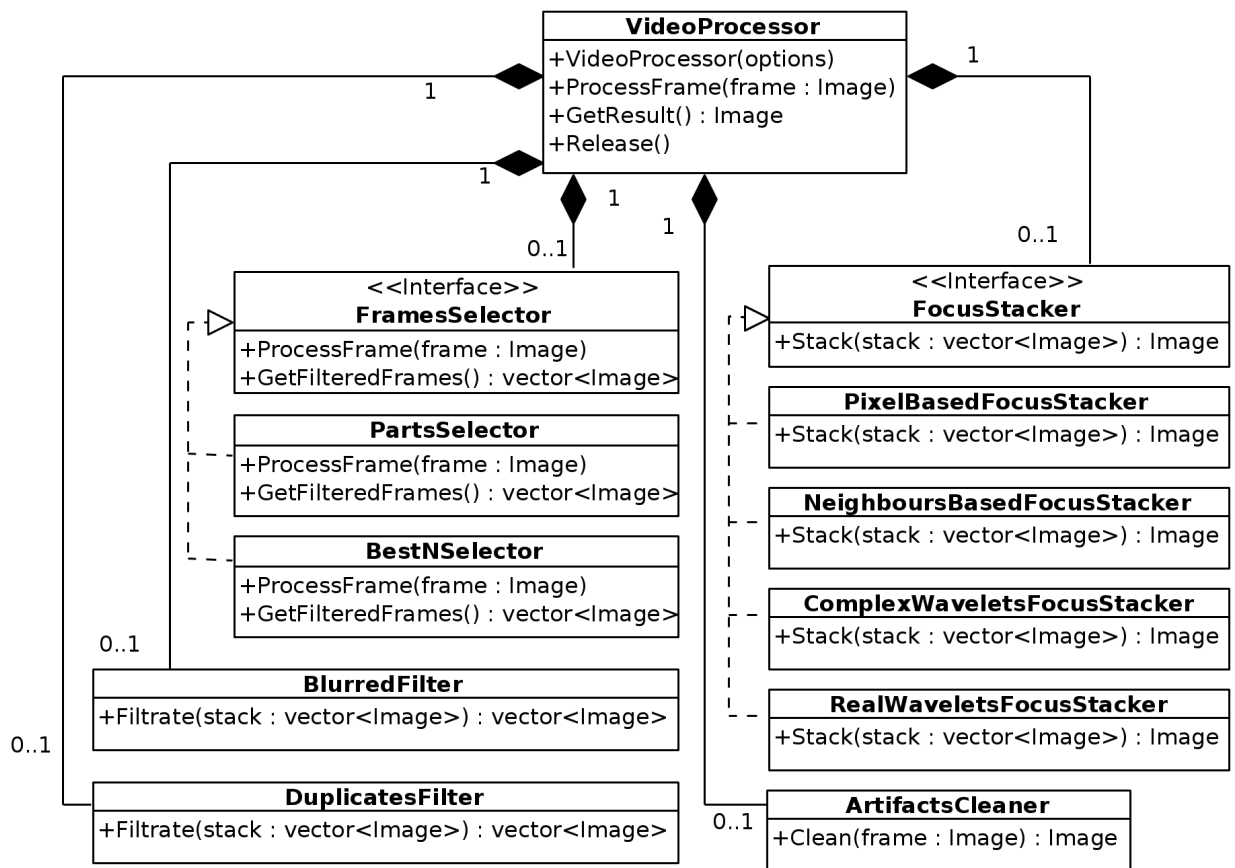 VideoProcessor
+VideoProcessor(options)
+ProcessFrame(frame : Image)
+GetResult() : Image
+Release()
1
1
1
1
1
0..1
0..1
<<Interface>>
FramesSelector
+ProcessFrame(frame : Image)
+GetFilteredFrames() : vector<Image>
PartsSelector
+ProcessFrame(frame : Image)
+GetFilteredFrames() : vector<Image>
BestNSelector
+ProcessFrame(frame : Image)
+GetFilteredFrames() : vector<Image>
0..1
BlurredFilter
+Filtrate(stack : vector<Image>) : vector<Image>
0..1
DuplicatesFilter
+Filtrate(stack : vector<Image>) : vector<Image>
<<Interface>>
FocusStacker
+Stack(stack : vector<Image>) : Image
PixelBasedFocusStacker
+Stack(stack : vector<Image>) : Image
NeighboursBasedFocusStacker
+Stack(stack : vector<Image>) : Image
ComplexWaveletsFocusStacker
+Stack(stack : vector<Image>) : Image
RealWaveletsFocusStacker
+Stack(stack : vector<Image>) : Image
0..1
ArtifactsCleaner
+Clean(frame : Image) : Image